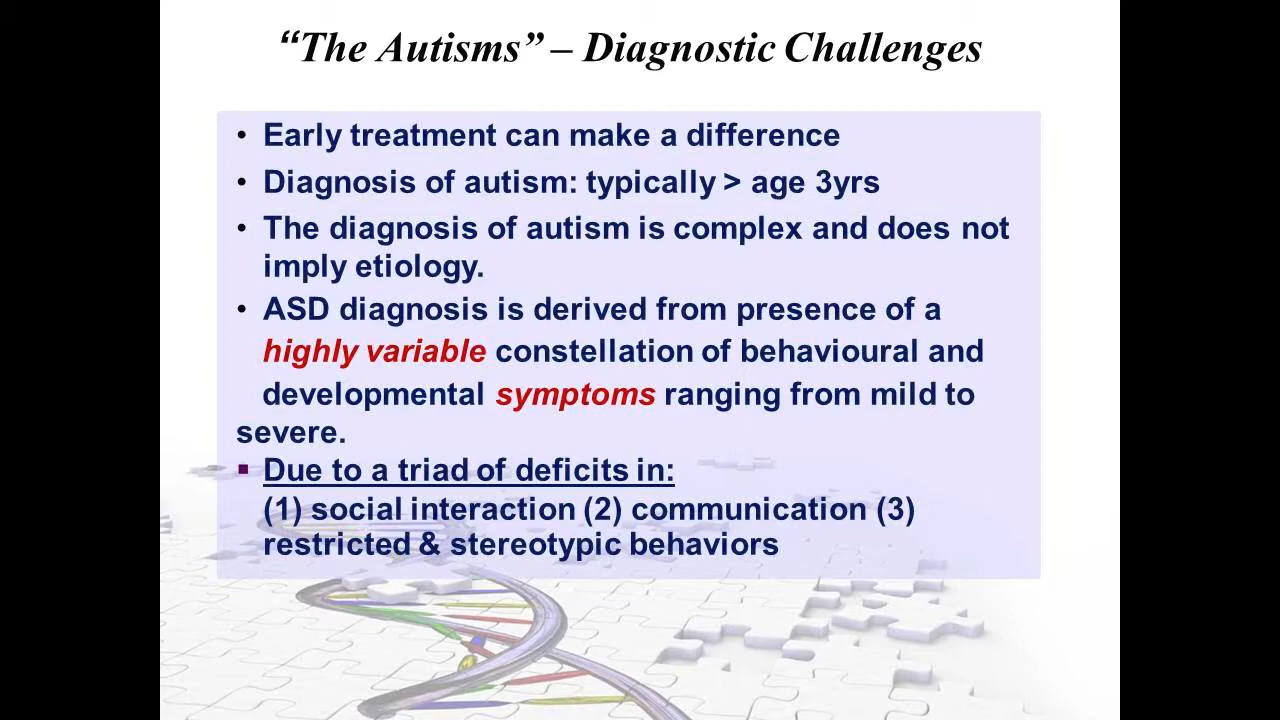 “The Autisms” – Diagnostic Challenges
• Early treatment can make a difference
• Diagnosis of autism: typically > age 3yrs
• The diagnosis of autism is complex and does not
imply etiology.
• ASD diagnosis is derived from presence of a
highly variable constellation of behavioural and
developmental symptoms ranging from mild to
severe.
▪ Due to a triad of deficits in:
(1) social interaction (2) communication (3)
restricted & stereotypic behaviors